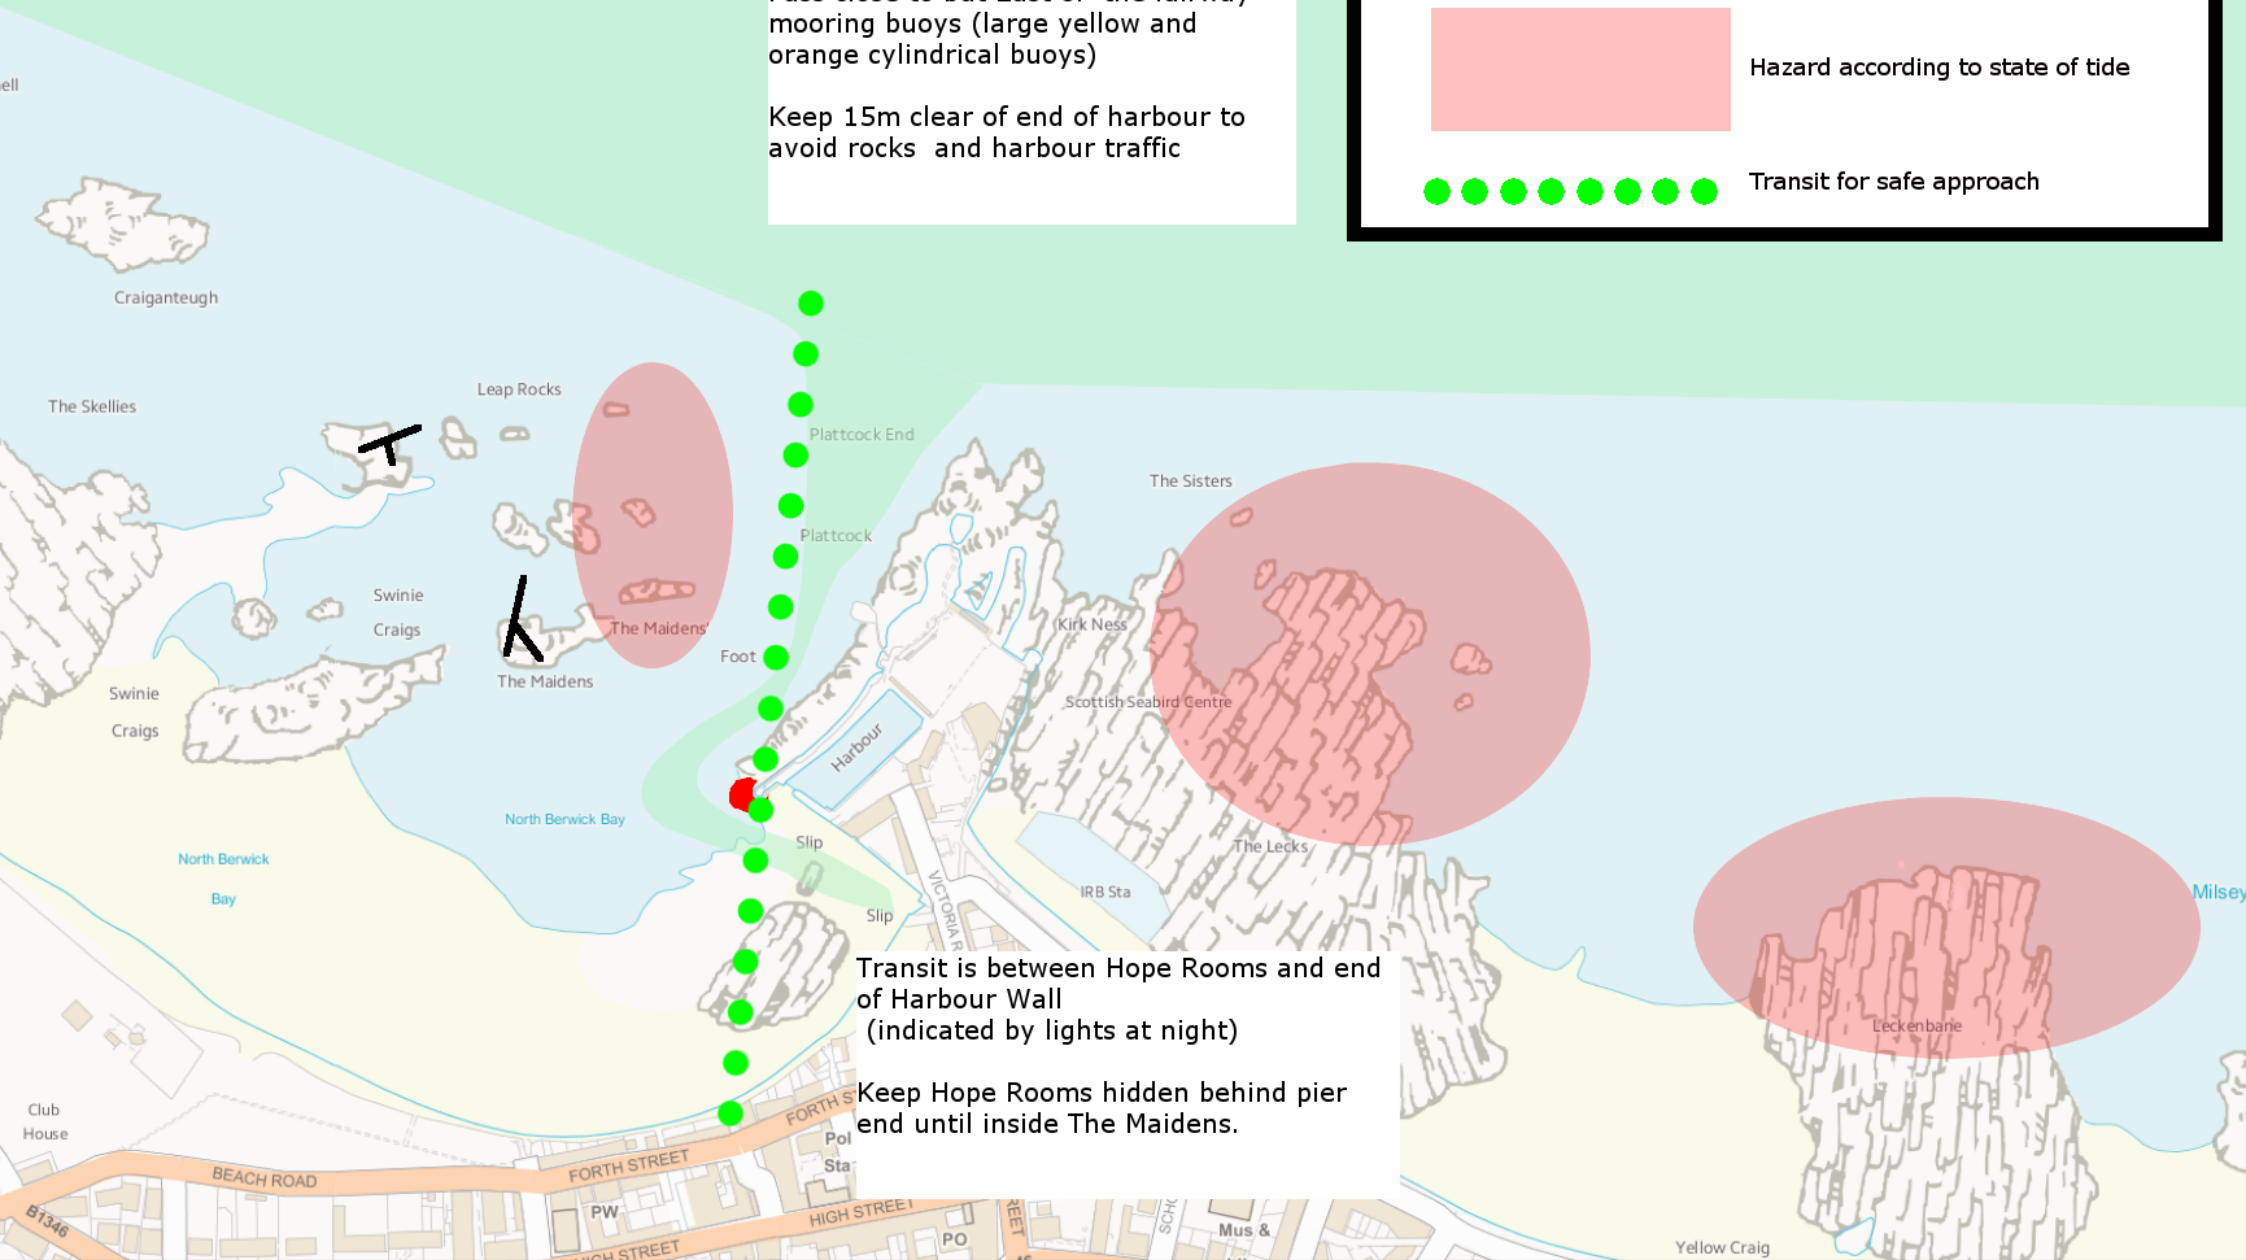 mooring buoys (large yellow and
orange cylindrical buoys)
Keep 15m clear of end of harbour to
avoid rocks  and harbour traffic
Hazard according to state of tide
Transit for safe approach
Craiganteugh
The Skellies
Leap Rocks
Plattcock End
Plattcock
The Sisters
Swinie
Craigs
The Maidens'
Foot
The Maidens
Kirk Ness
Scottish Seabird Centre
Swinie
Craigs
Harbour
North Berwick Bay
North Berwick
Bay
Slip
The Lecks
IRB Sta
Slip
VICTORIA R
Milsey
Leckenbane
Transit is between Hope Rooms and end
of Harbour Wall
(indicated by lights at night)
Keep Hope Rooms hidden behind pier
end until inside The Maidens.
Club
House
FORTH S
Pol
Sta
BEACH ROAD
FORTH STREET
B1346
PW
HIGH STREET
HIGH STREET
PO
REET
SCHO
Mus &
Yellow Craig